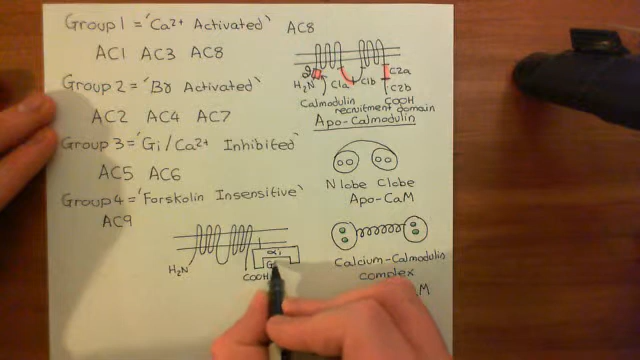 Group 1 = 'Ca2+ Activated'
AC8
AC1 AC3 AC8
H2N
C1a
C1b
C2a
C2b
COOH
Calmodulin
recruitment domain
Apo-Calmodulin
Group 2 = 'βγ Activated'
AC2 AC4 AC7
Group 3 = 'Gi/Ca2+ Inhibited'
AC5 AC6
N lobe C lobe
Apo-CaM
Group 4 = 'Forskolin Insensitive'
AC9
H2N
αi
G
COOH
Calcium-Calmodulin
complex